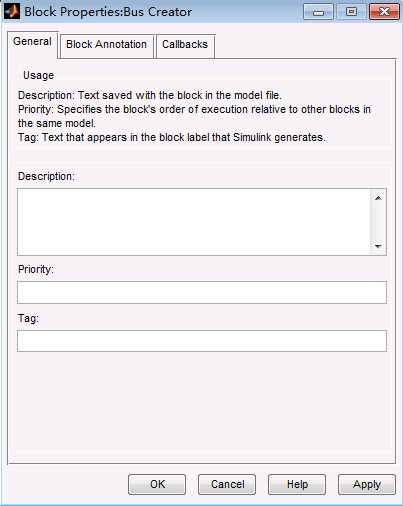 Block Properties:Bus Creator
General
Block Annotation
Callbacks
Usage
Description: Text saved with the block in the model file.
Priority: Specifies the block's order of execution relative to other blocks in
the same model.
Tag: Text that appears in the block label that Simulink generates.
Description:
Priority:
Tag:
OK
Cancel
Help
Apply